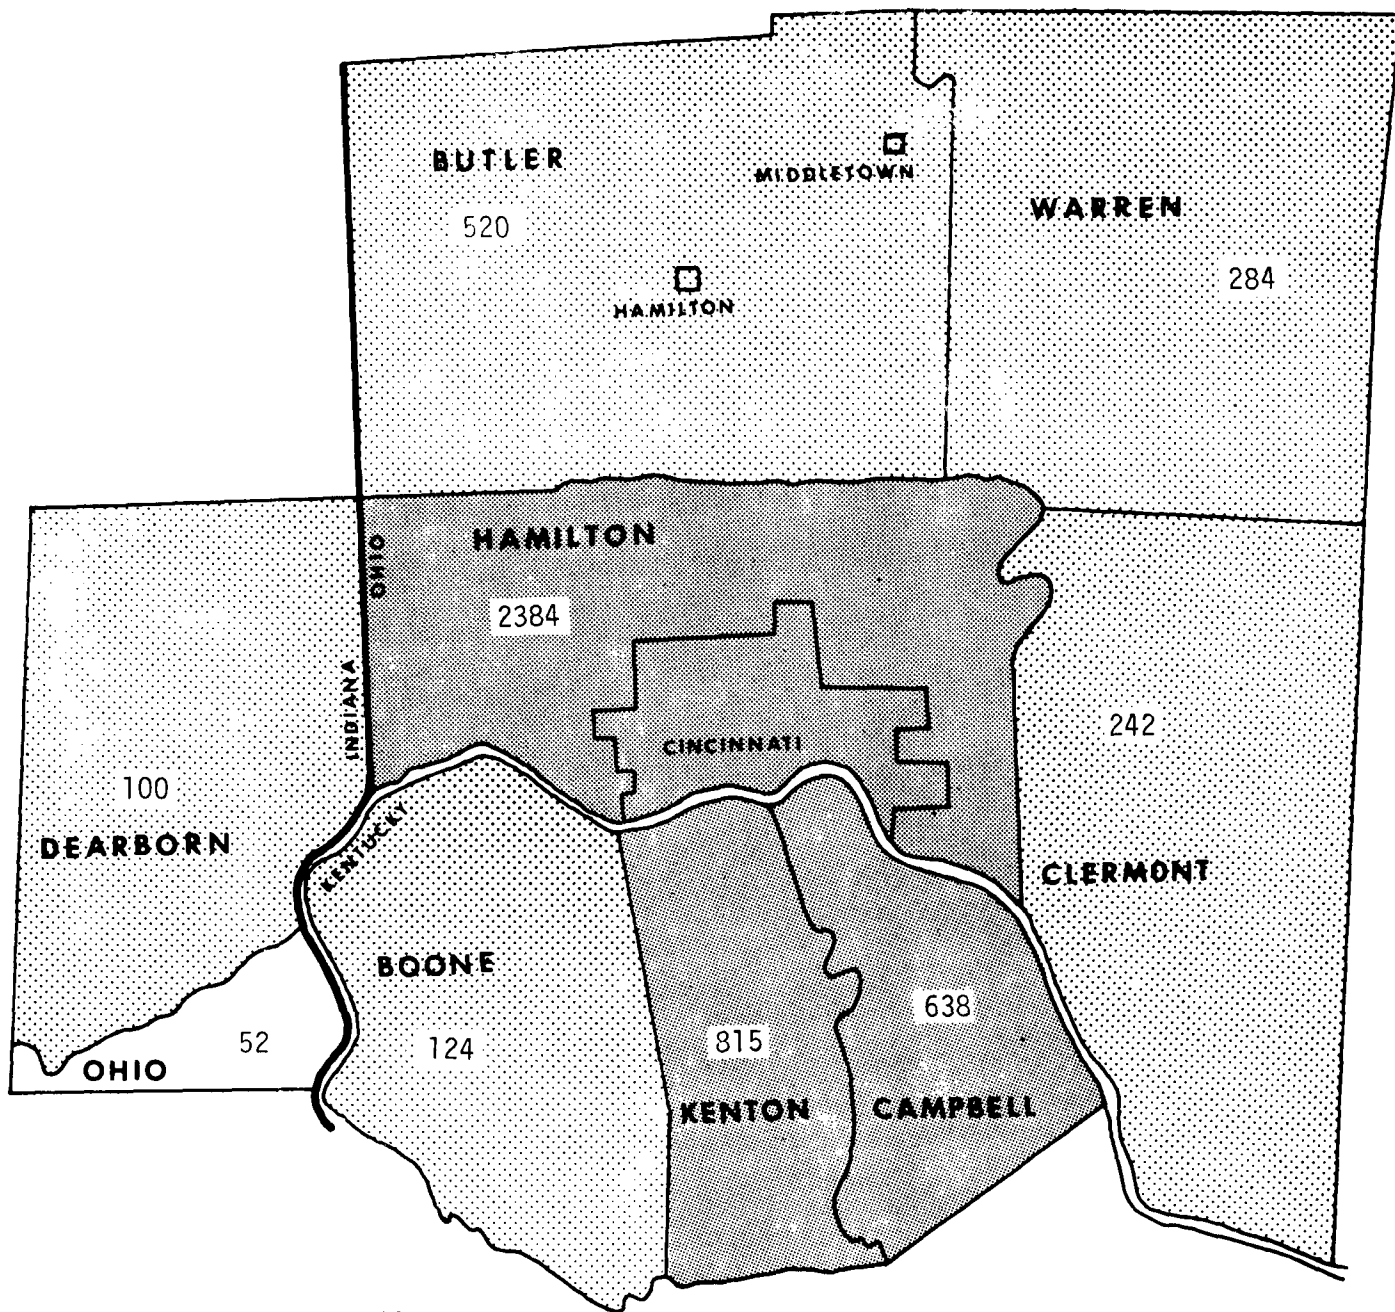 BUTLER
520
MIDDLETOWN
WARREN
284
HAMILTON
HAMILTON
OHIO
2384
INDIANA
CINCINNATI
242
100
DEARBORN
KENTUCKY
CLERMONT
BOONE
638
52
124
815
OHIO
KENTON
CAMPBELL